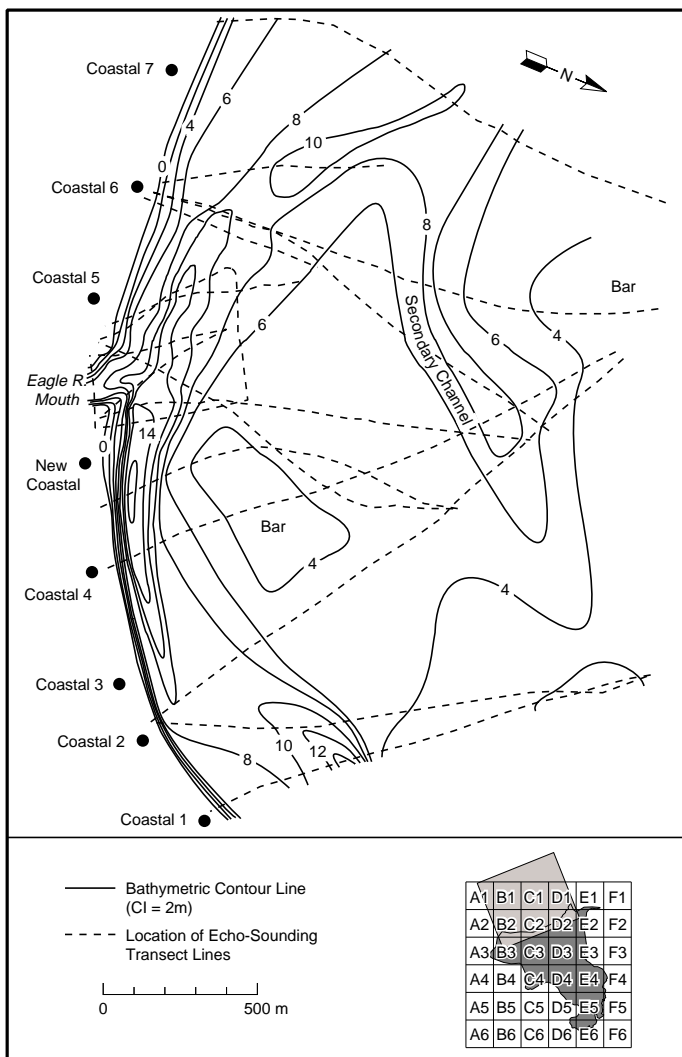 Coastal 7
N
0
4
6
8
10
Coastal 6
8
Coastal 5
6
Secondary Channel
Bar
4
6
Eagle R.
Mouth
14
0
New
Coastal
Bar
4
Coastal 4
4
Coastal 3
Coastal 2
8
10
12
Coastal 1
Bathymetric Contour Line
(CI = 2m)
Location of Echo-Sounding
Transect Lines
0
500 m
A1 B1 C1 D1 E1 F1
A2 B2 C2 D2 E2 F2
A3 B3 C3 D3 E3 F3
A4 B4 C4 D4 E4 F4
A5 B5 C5 D5 E5 F5
A6 B6 C6 D6 E6 F6